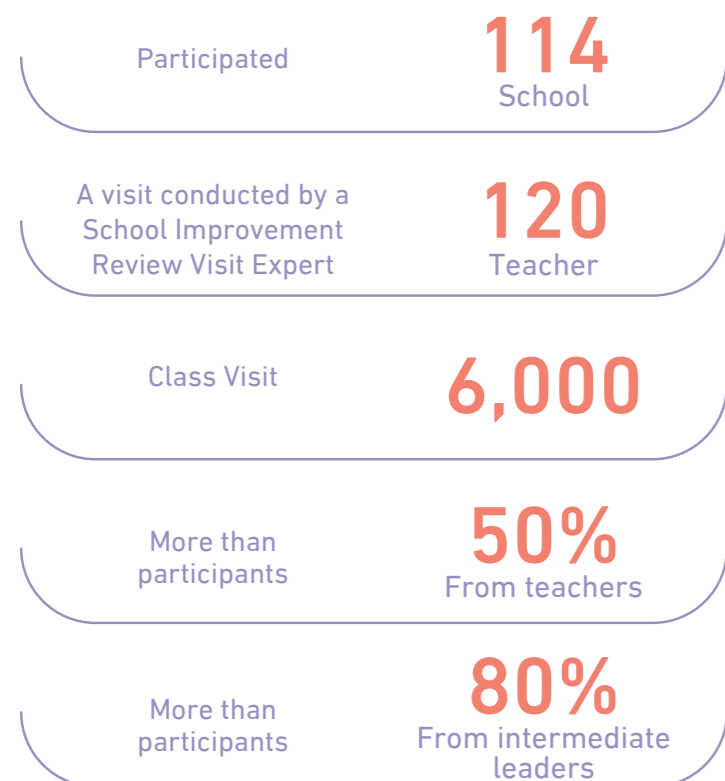 Participated
114
School
A visit conducted by a
School Improvement
Review Visit Expert
120
Teacher
Class Visit
6,000
More than
participants
50%
From teachers
More than
participants
80%
From intermediate
leaders